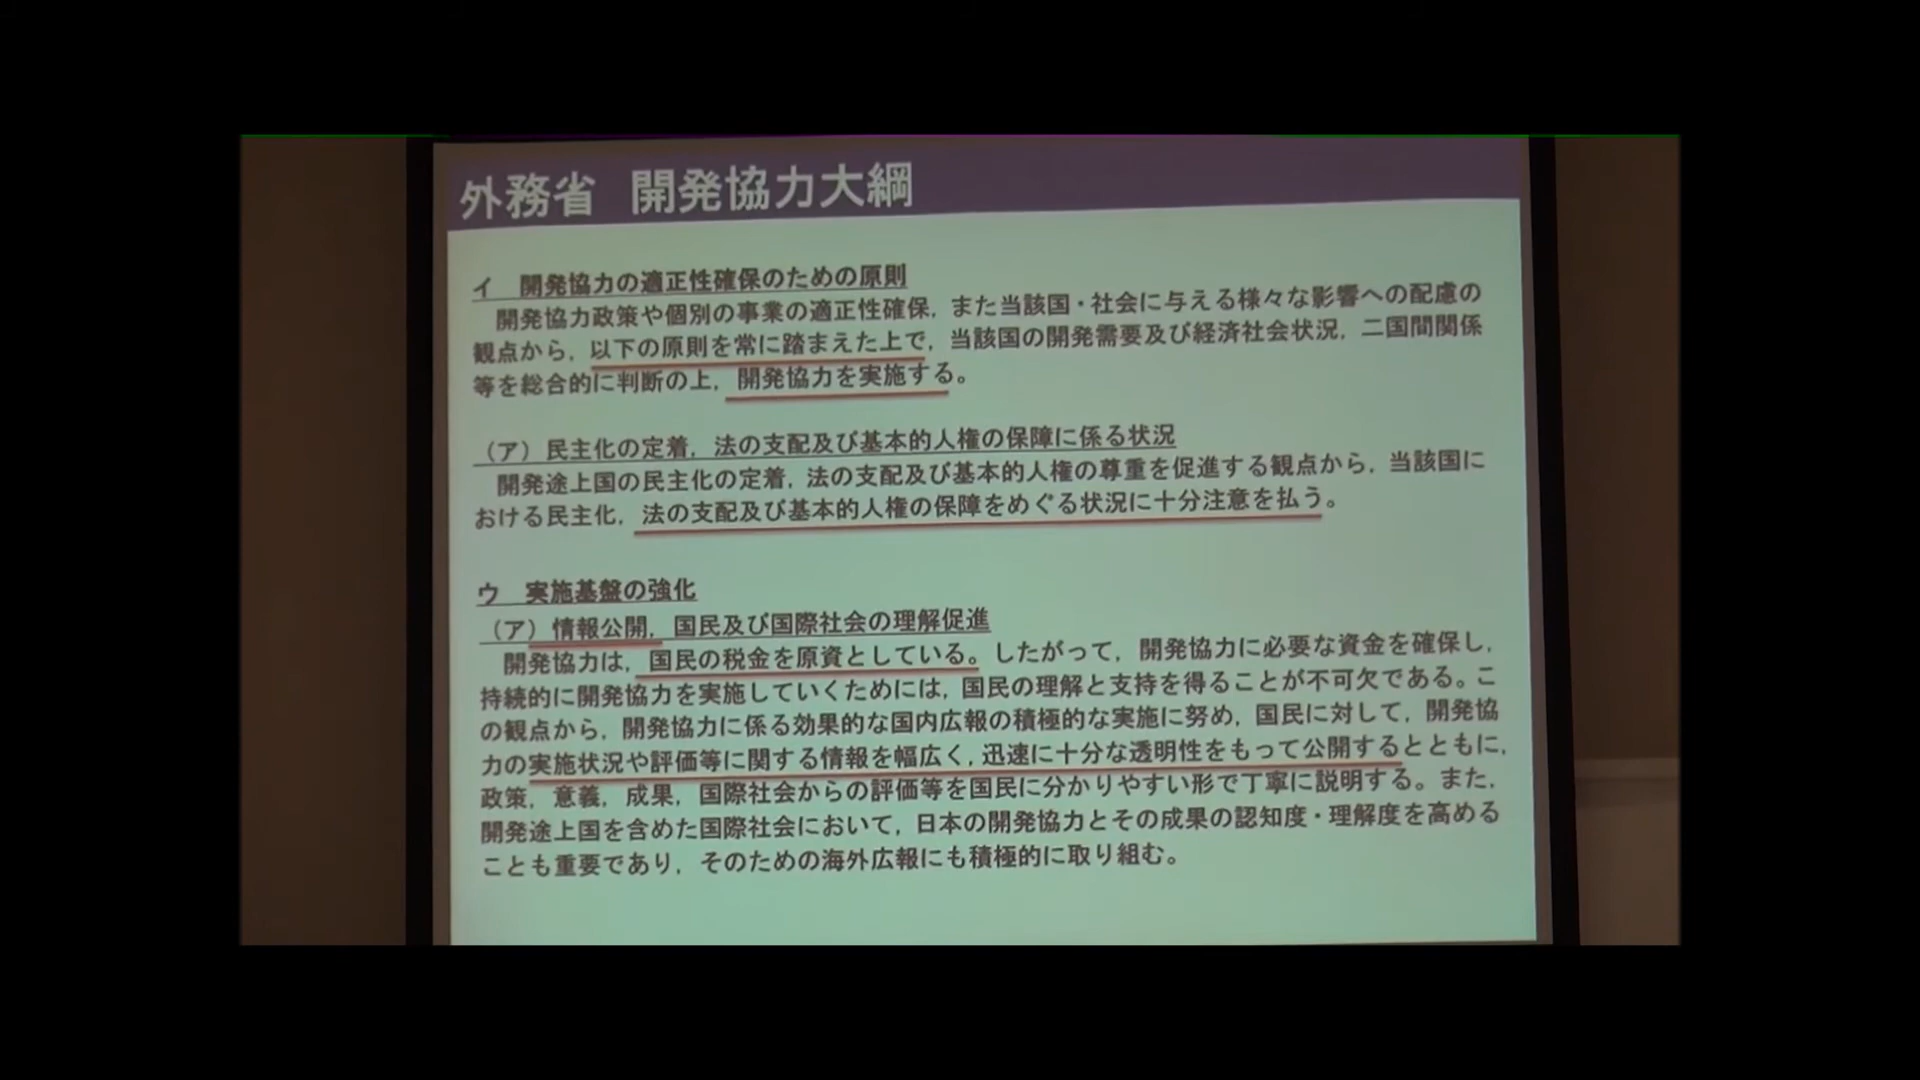 外務省 開発協力大綱
イ 開発協力の適正性確保のための原則
開発協力政策や個別の事業の適正性確保，また当該国・社会に与える様々な影響への配慮の
観点から，以下の原則を常に踏まえた上で，当該国の開発需要及び経済社会状況，二国間関係
等を総合的に判断の上，開発協力を実施する。
（ア）民主化の定着，法の支配及び基本的人権の保障に係る状況
開発途上国の民主化の定着，法の支配及び基本的人権の尊重を促進する観点から，当該国に
おける民主化，法の支配及び基本的人権の保障をめぐる状況に十分注意を払う。
ウ 実施基盤の強化
（ア）情報公開，国民及び国際社会の理解促進
開発協力は，国民の税金を原資としている。したがって，開発協力に必要な資金を確保し，
持続的に開発協力を実施していくためには，国民の理解と支持を得ることが不可欠である。こ
の観点から，開発協力に係る効果的な国内広報の積極的な実施に努め，国民に対して，開発協
力の実施状況や評価等に関する情報を幅広く，迅速に十分な透明性をもって公開するとともに，
政策，意義，成果，国際社会からの評価等を国民に分かりやすい形で丁寧に説明する。また，
開発途上国を含めた国際社会において，日本の開発協力とその成果の認知度・理解度を高める
ことも重要であり，そのための海外広報にも積極的に取り組む。